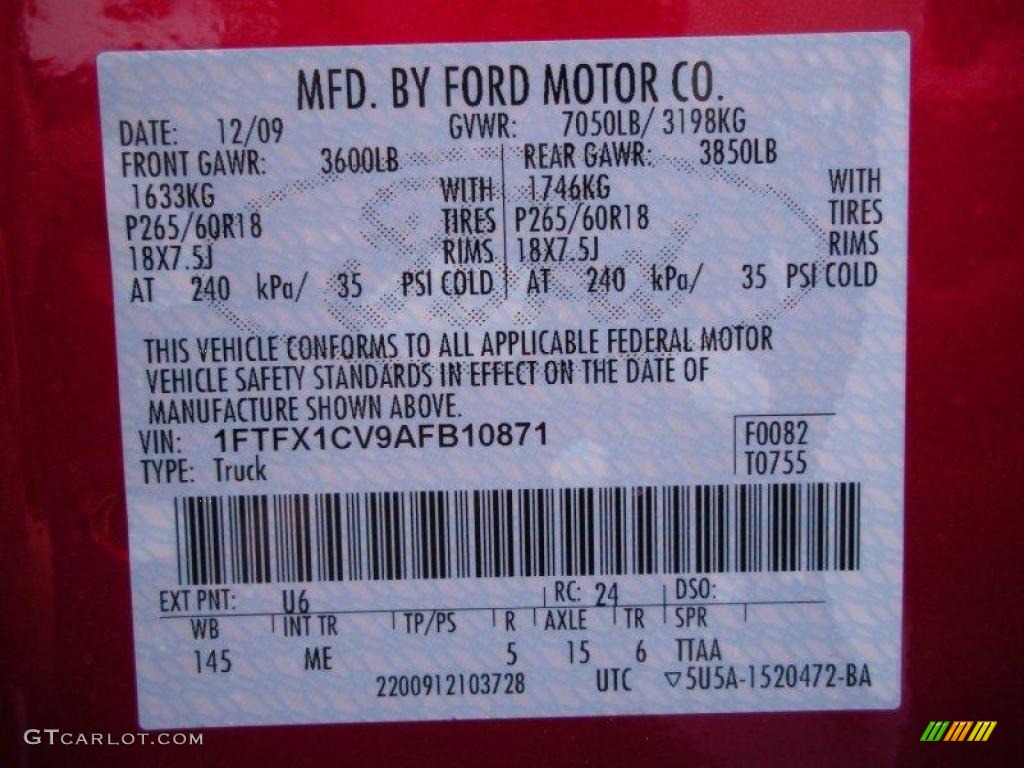 MFD. BY FORD MOTOR CO.
DATE: 12/09 GVWR: 7050LB/ 3198KG
FRONT GAWR: 3600LB REAR GAWR: 3850LB
1633KG WITH 1746KG WITH
P265/60R18 TIRES P265/60R18 TIRES
18X7.5J RIMS 18X7.5J RIMS
AT 240 kPa/ 35 PSI COLD AT 240 kPa/ 35 PSI COLD
THIS VEHICLE CONFORMS TO ALL APPLICABLE FEDERAL MOTOR
VEHICLE SAFETY STANDARDS IN EFFECT ON THE DATE OF
MANUFACTURE SHOWN ABOVE.
VIN: 1FTFX1CV9AFB10871 F0082
TYPE: Truck T0755
EXT PNT: U6 RC: 24 DSO:
WB INT TR TP/PS R AXLE TR SPR
145 ME 5 15 6 TTAA
2200912103728 UTC ▽5U5A-1520472-BA
GTCARLOT.COM